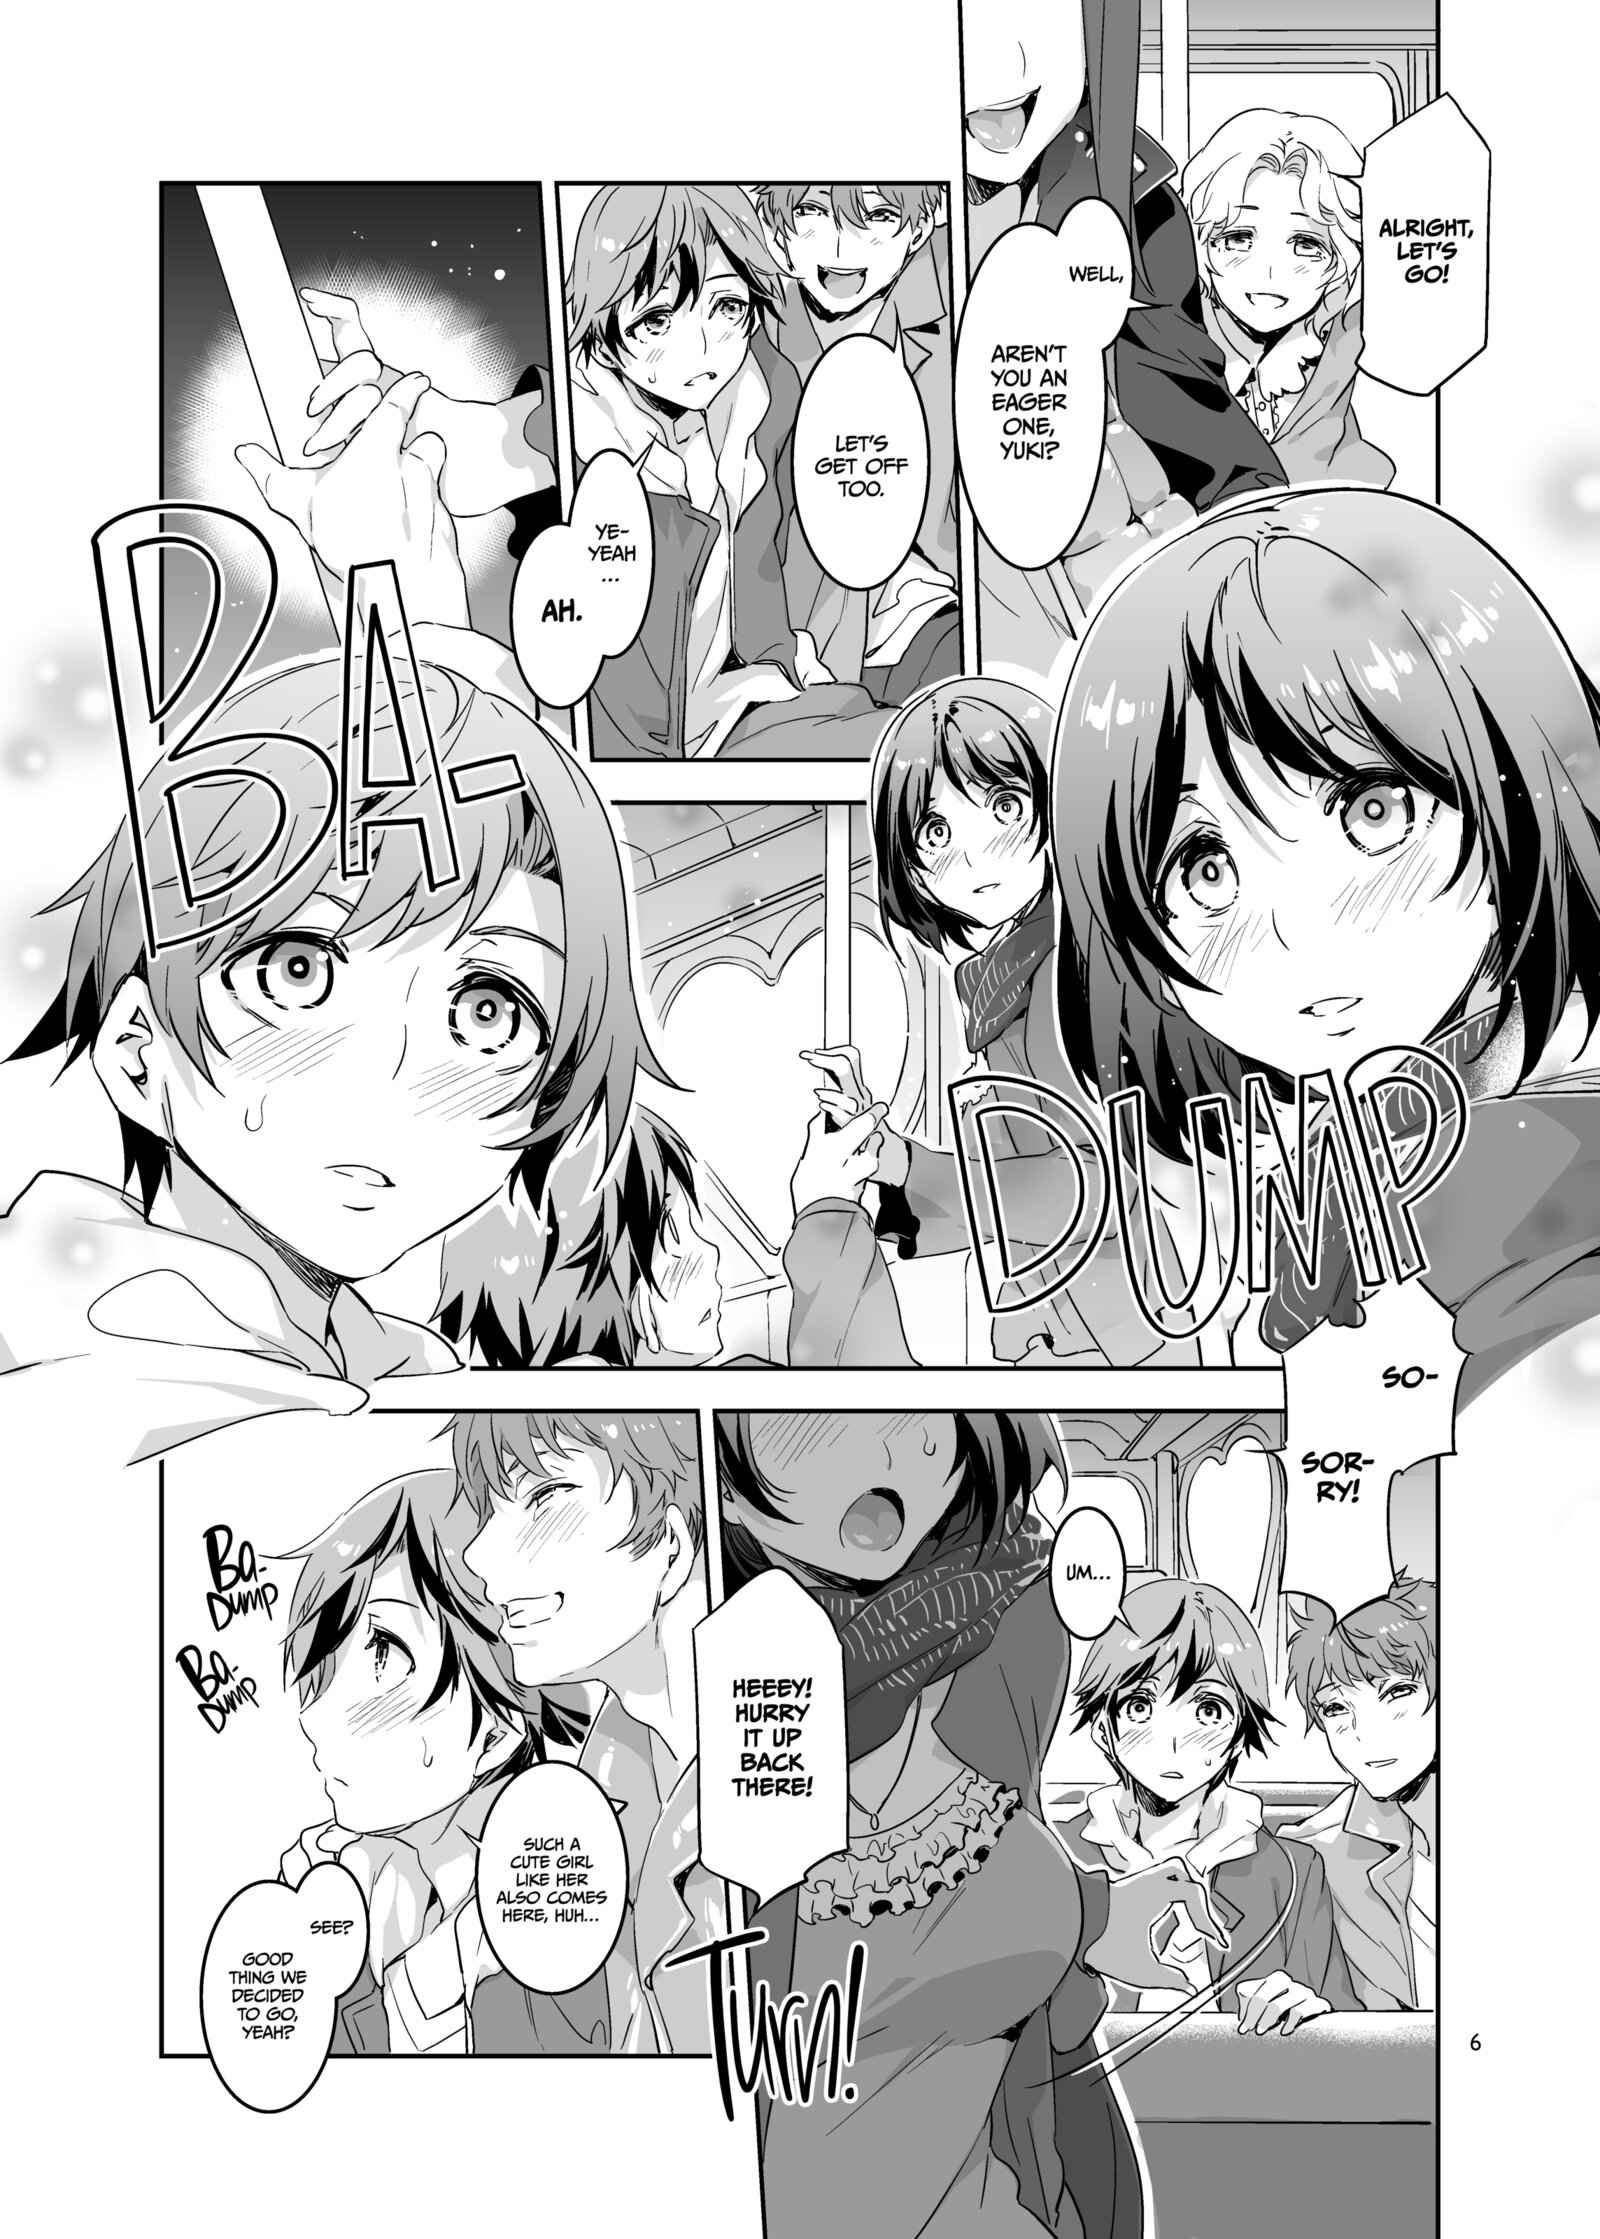 ALRIGHT,
LET'S
GO!
WELL,
AREN'T
YOU AN
EAGER
ONE,
YUKI?
LET'S
GET OFF
TOO.
YE-
YEAH
...
AH.
BA-
DUMP
SO-
SOR-
RY!
UM...
HEEEY!
HURRY
IT UP
BACK
THERE!
TURN!
SUCH A
CUTE GIRL
LIKE HER
ALSO COMES
HERE, HUH...
SEE?
GOOD
THING WE
DECIDED
TO GO,
YEAH?
BA-
DUMP
BA-
DUMP
6